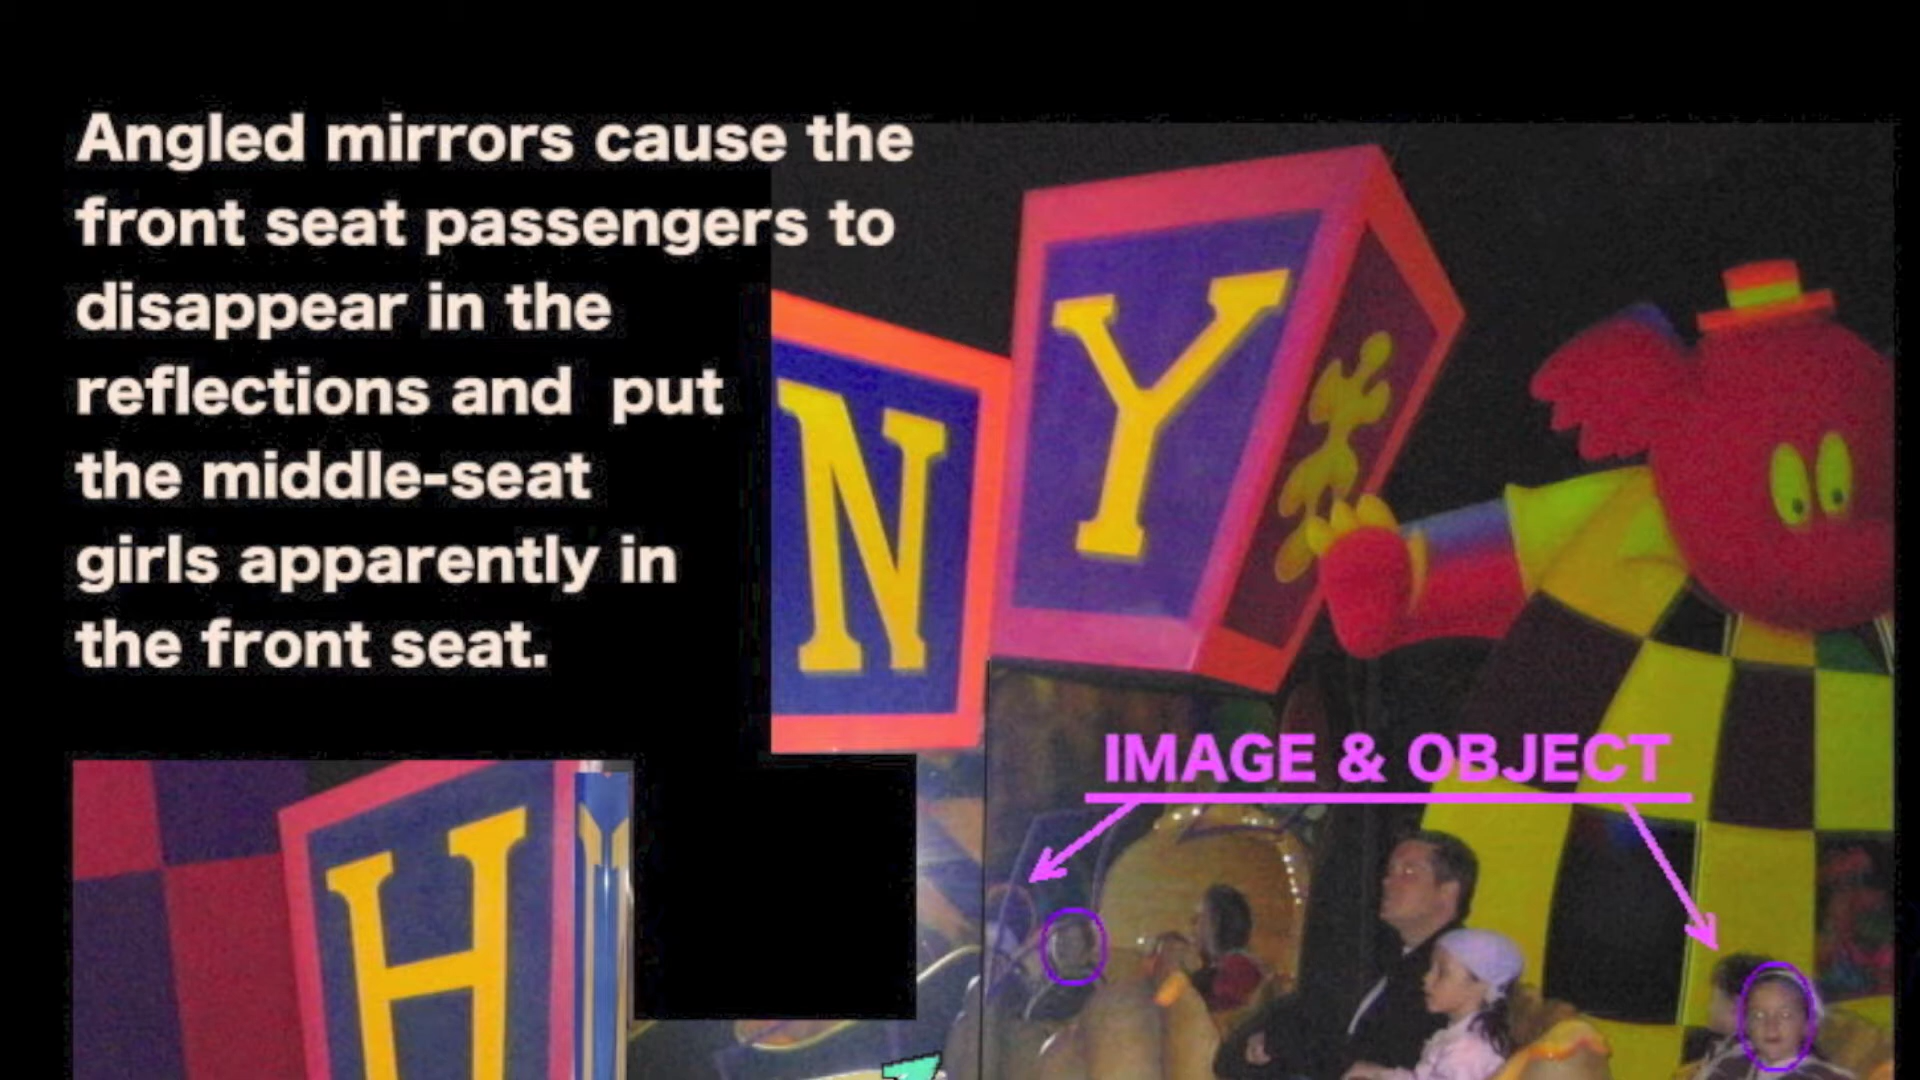 Angled mirrors cause the
front seat passengers to
disappear in the
reflections and put
the middle-seat
girls apparently in
the front seat.
N
Y
IMAGE & OBJECT
H